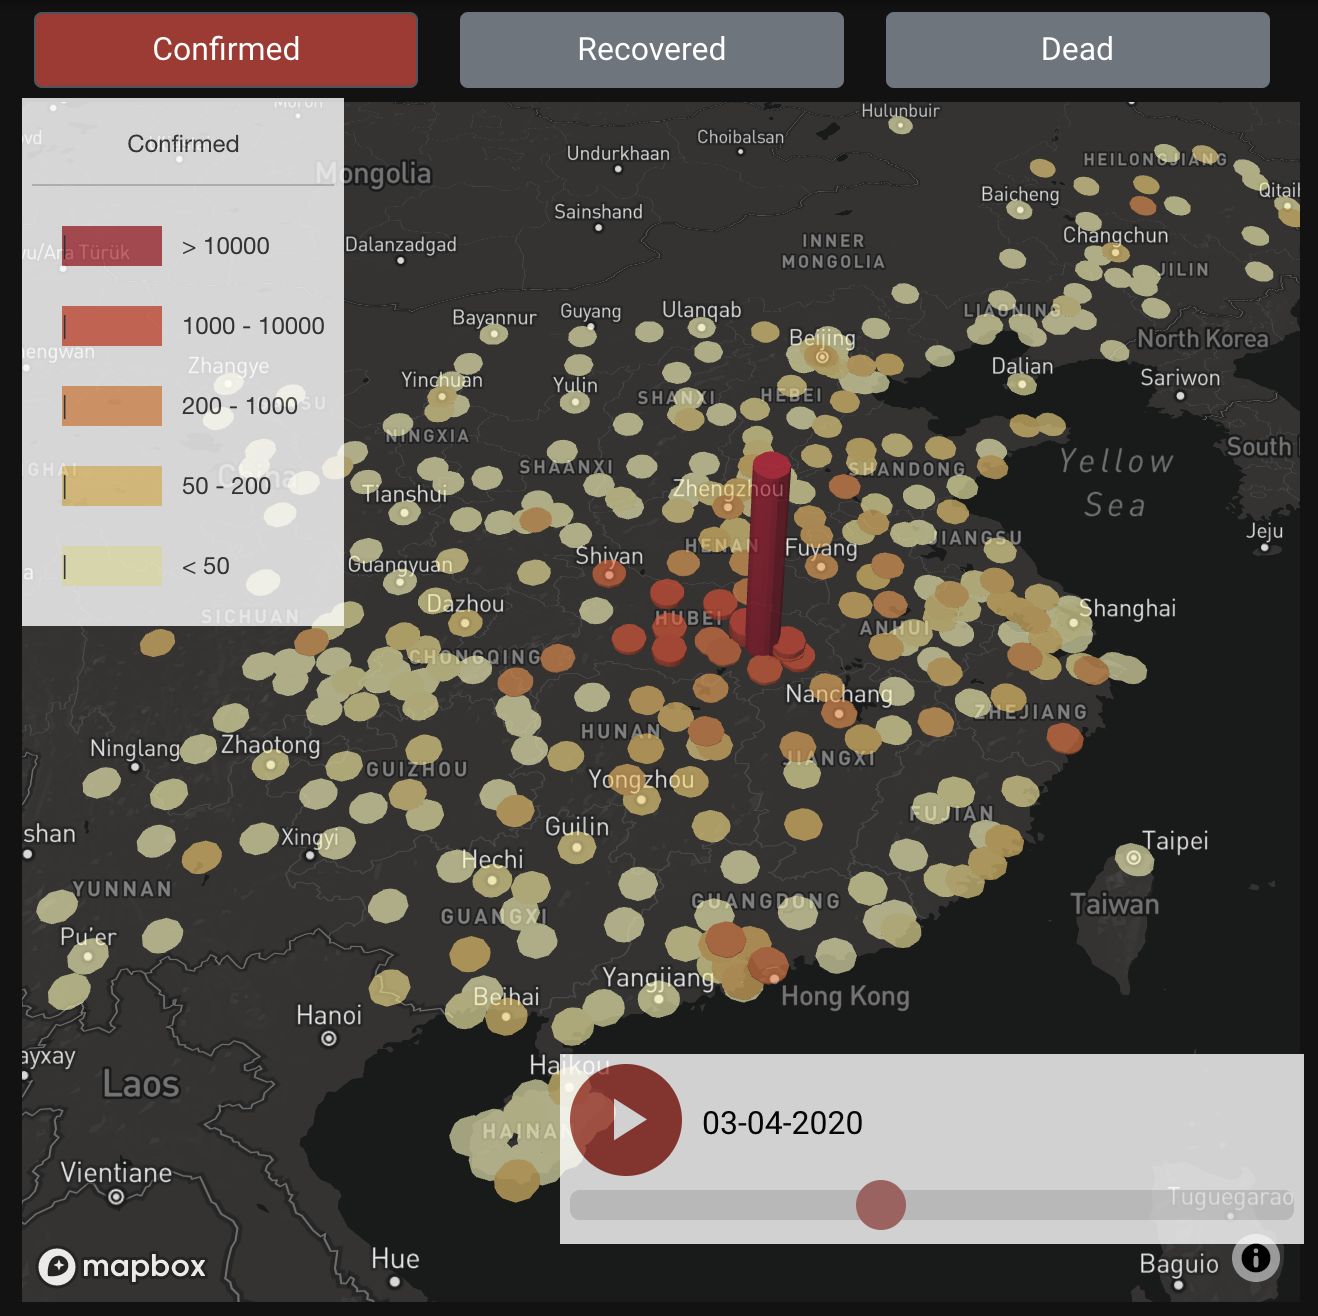 Confirmed
Recovered
Dead
Confirmed
> 10000
1000 - 10000
200 - 1000
50 - 200
< 50
Hulunbuir
Choibalsan
Undurkhaan
Mongolia
HEILONGJIANG
Baicheng
Sainshand
Dalanzadgad
INNER
MONGOLIA
Changchun
JILIN
Bayannur
Guyang
Ulanqab
LIAONING
Beijing
North Korea
Zhangye
Yinchuan
Yulin
SHANXI
HEBEI
Dalian
Sariwon
NINGXIA
SHAANXI
SHANDONG
Yellow
Sea
South
China
Tianshui
Zhengzhou
HENAN
Fuyang
JIANGSU
Jeju
Guangyuan
Shiyan
SICHUAN
Dazhou
HUBEI
ANHUI
Shanghai
CHONGQING
Nanchang
ZHEJIANG
Ninglang
Zhaotong
GUIZHOU
HUNAN
JIANGXI
Yongzhou
shan
Xingyi
Guilin
FUJIAN
Taipei
YUNNAN
Hechi
GUANGXI
GUANGDONG
Taiwan
Pu'er
Yangjiang
Hong Kong
Hanoi
Beihai
ayxay
Laos
Haikou
HAINA
03-04-2020
Vientiane
Tuguegarao
mapbox
Hue
Baguio